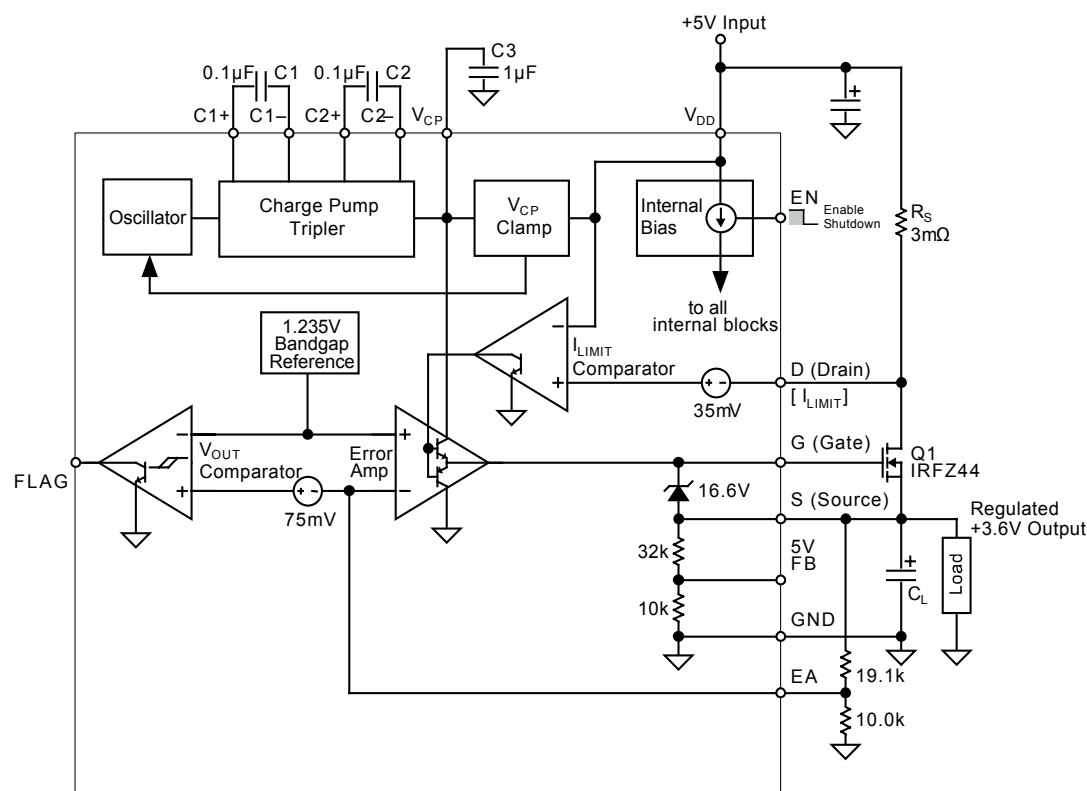 +5V Input
C3
1µF
0.1µF
C1
0.1µF
C2
C1+
C1–
C2+
C2–
VCP
VDD
Oscillator
Charge Pump
Tripler
VCP
Clamp
Internal
Bias
EN
Enable
Shutdown
RS
3mΩ
to all
internal blocks
1.235V
Bandgap
Reference
ILIMIT
Comparator
35mV
D (Drain)
[ ILIMIT]
VOUT
Comparator
Error
Amp
FLAG
75mV
G (Gate)
Q1
IRFZ44
16.6V
S (Source)
Regulated
+3.6V Output
32k
5V
FB
10k
CL
Load
GND
EA
19.1k
10.0k